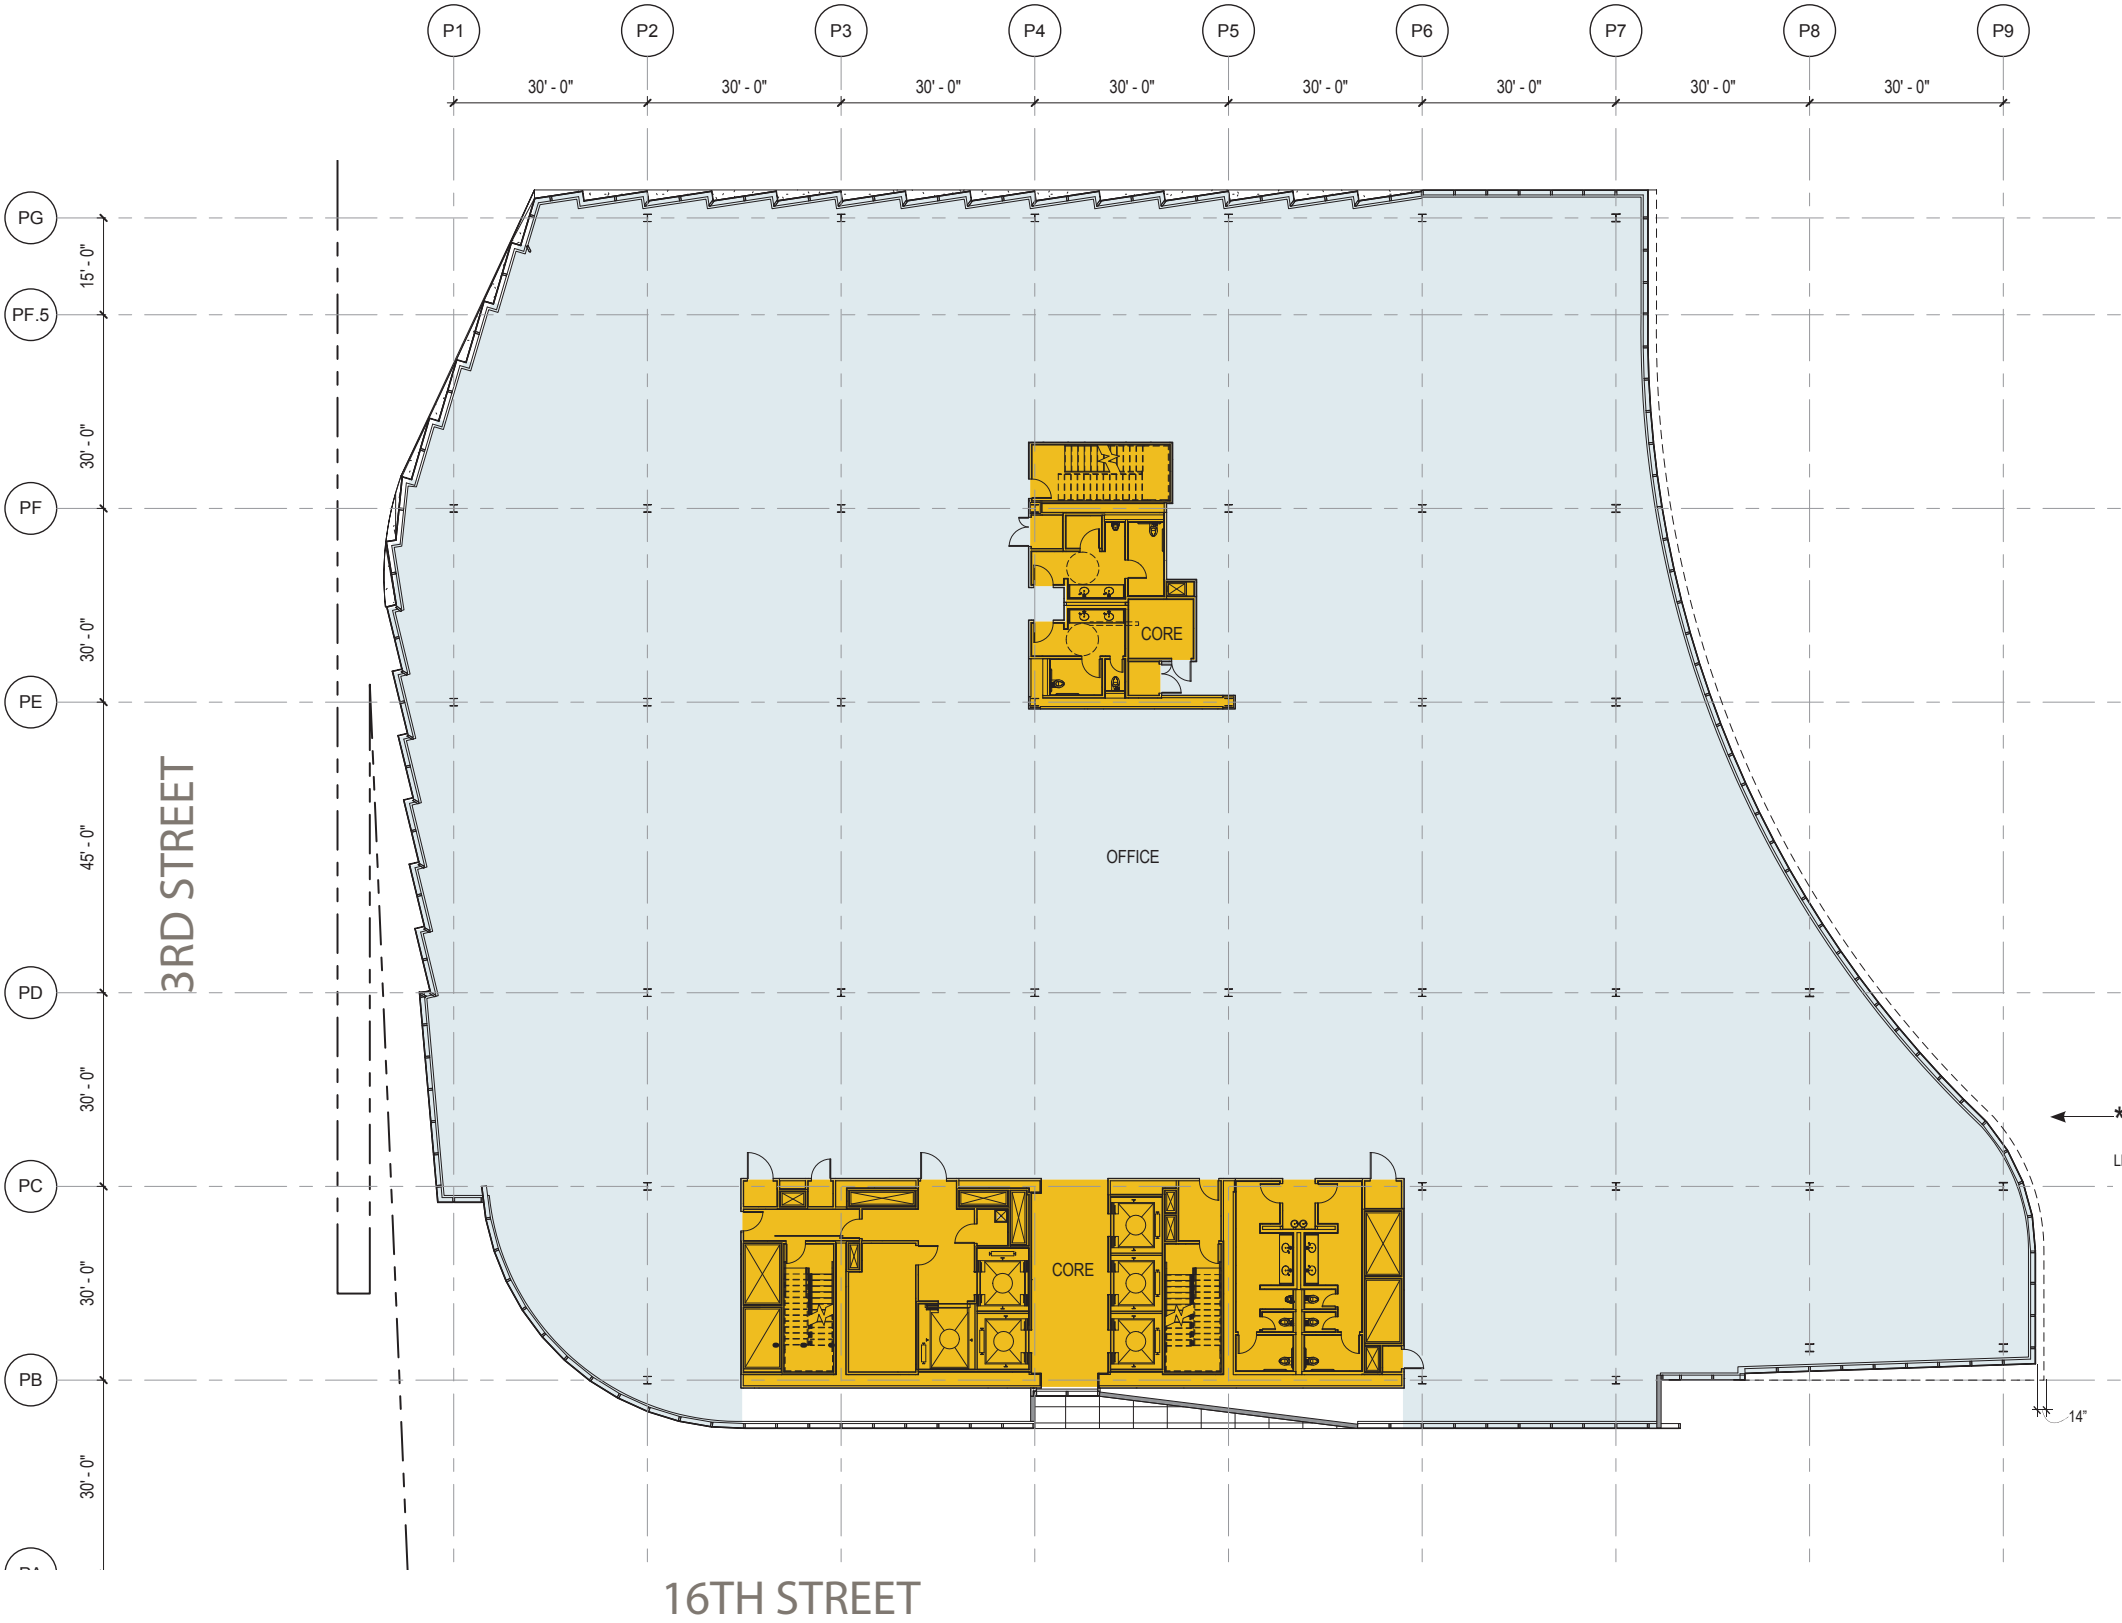 P1 P2 P3 P4 P5 P6 P7 P8 P9
30' - 0" 30' - 0" 30' - 0" 30' - 0" 30' - 0" 30' - 0" 30' - 0" 30' - 0"
PG
15' - 0"
PF.5
30' - 0"
PF
30' - 0"
CORE
PE
3RD STREET
45' - 0"
OFFICE
PD
30' - 0"
*
PC
30' - 0"
CORE
PB
14"
30' - 0"
16TH STREET